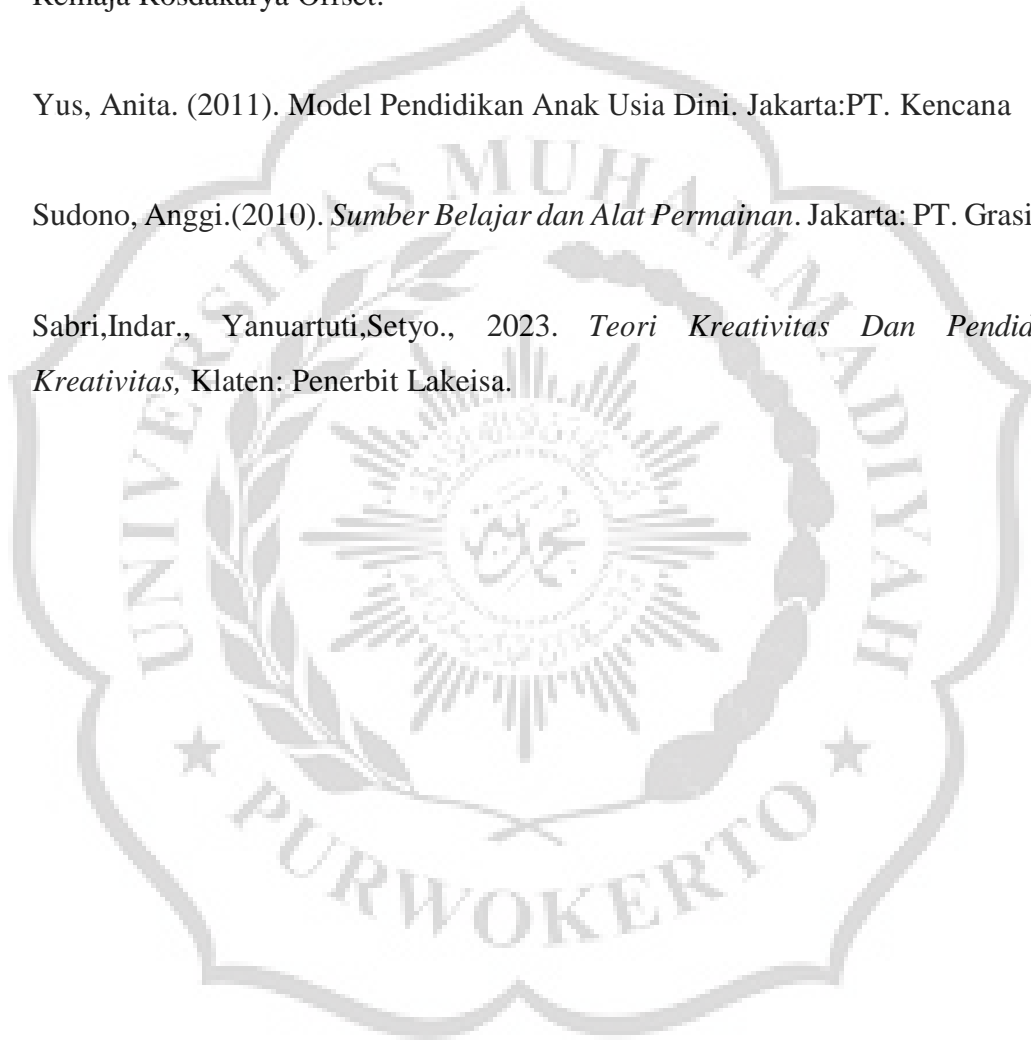 Remaja Rosdakarya Offset.
Yus, Anita. (2011). Model Pendidikan Anak Usia Dini. Jakarta:PT. Kencana
Sudono, Anggi.(2010). Sumber Belajar dan Alat Permainan. Jakarta: PT. Grasi
Sabri,Indar., Yanuartuti,Setyo., 2023. Teori Kreativitas Dan Pendid
Kreativitas, Klaten: Penerbit Lakeisa.
UNIVERSITAS MUHAMMADIYAH
PURWOKERTO